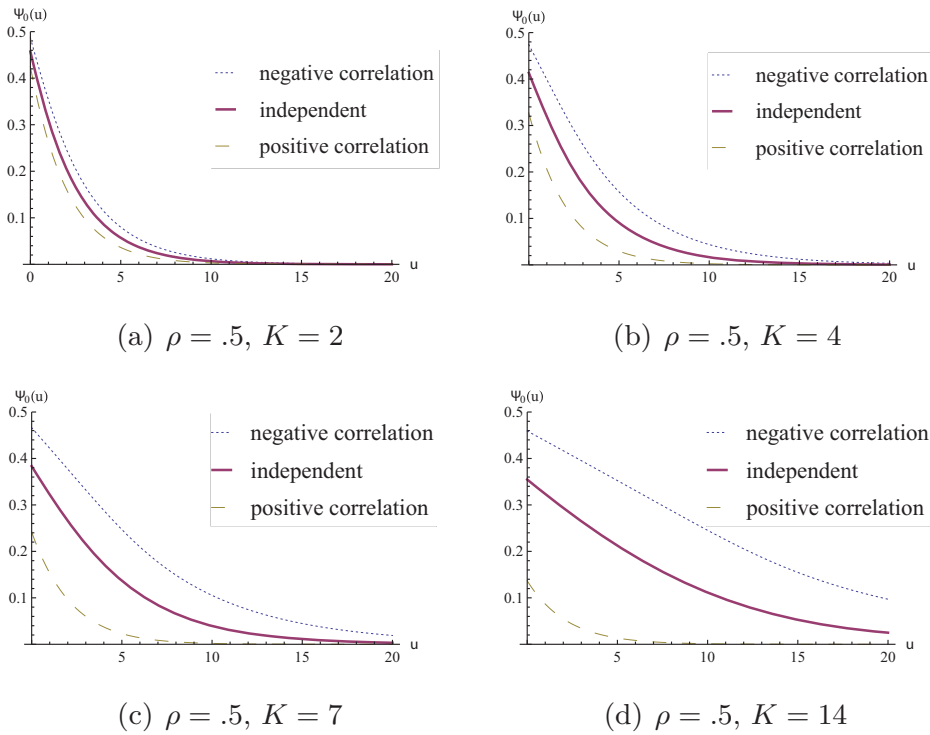 Ψ₀(u)
0.5
0.4
0.3
0.2
0.1
0
5
10
15
20
u
negative correlation
independent
positive correlation
(a) ρ = .5, K = 2
Ψ₀(u)
0.5
0.4
0.3
0.2
0.1
5
10
15
20
u
negative correlation
independent
positive correlation
(b) ρ = .5, K = 4
Ψ₀(u)
0.5
0.4
0.3
0.2
0.1
5
10
15
20
u
negative correlation
independent
positive correlation
(c) ρ = .5, K = 7
Ψ₀(u)
0.5
0.4
0.3
0.2
0.1
5
10
15
20
u
negative correlation
independent
positive correlation
(d) ρ = .5, K = 14